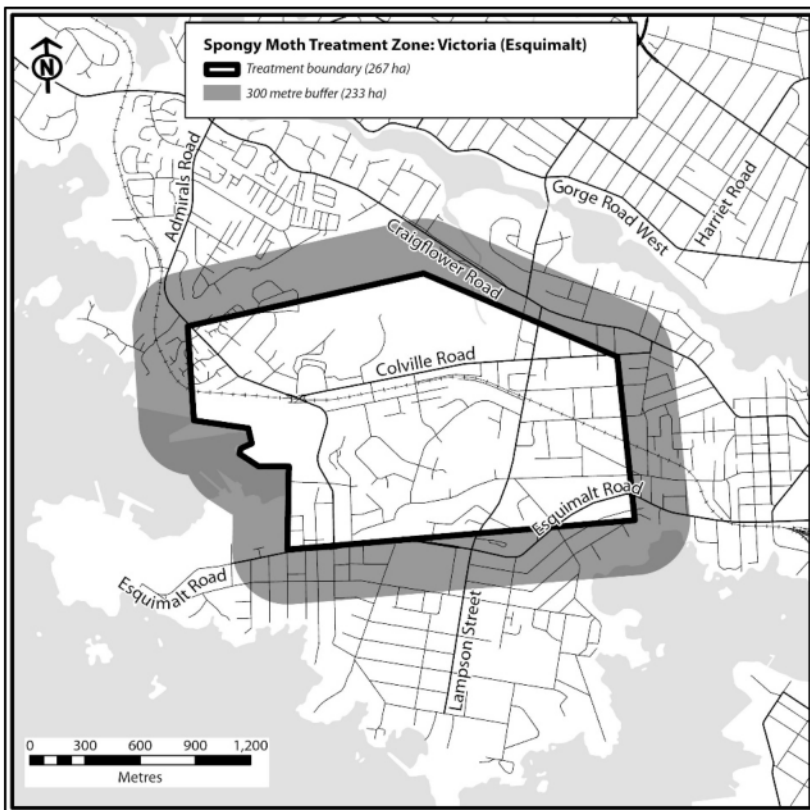 Spongy Moth Treatment Zone: Victoria (Esquimalt)
Treatment boundary (267 ha)
300 metre buffer (233 ha)
N
Admirals Road
Craigflower Road
Gorge Road West
Harriet Road
Colville Road
Esquimalt Road
Esquimalt Road
Lampson Street
0 300 600 900 1,200
Metres